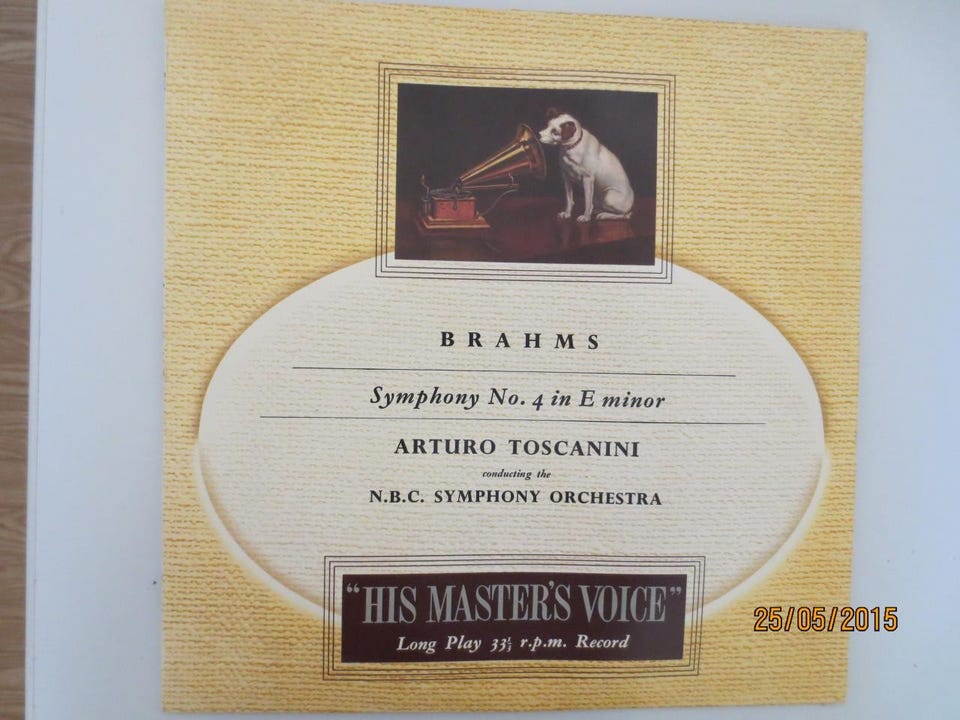 BRAHMS
Symphony No. 4 in E minor
ARTURO TOSCANINI
conducting the
N.B.C. SYMPHONY ORCHESTRA
"HIS MASTER'S VOICE"
Long Play 33⅓ r.p.m. Record
25/05/2015